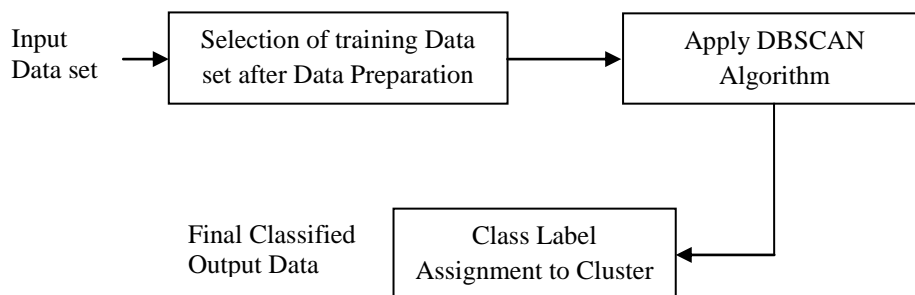 Input
Data set
Selection of training Data
set after Data Preparation
Apply DBSCAN
Algorithm
Final Classified
Output Data
Class Label
Assignment to Cluster